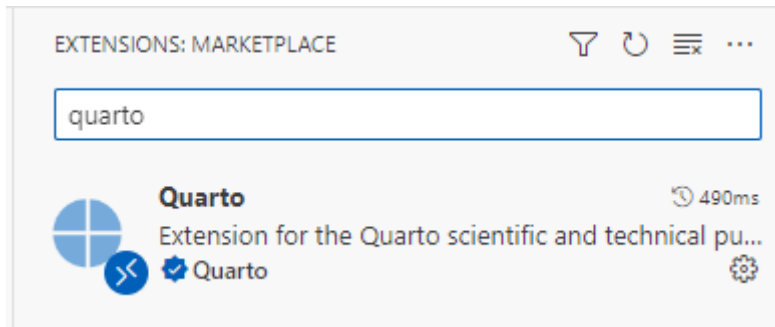 EXTENSIONS: MARKETPLACE
quarto
Quarto 490ms
Extension for the Quarto scientific and technical pu...
Quarto